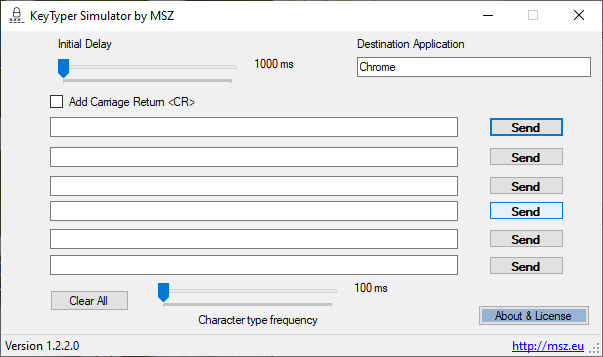 KeyTyper Simulator by MSZ
Initial Delay
1000 ms
Destination Application
Chrome
Add Carriage Return <CR>
Send
Send
Send
Send
Send
Send
Clear All
100 ms
Character type frequency
About & License
Version 1.2.2.0
http://msz.eu